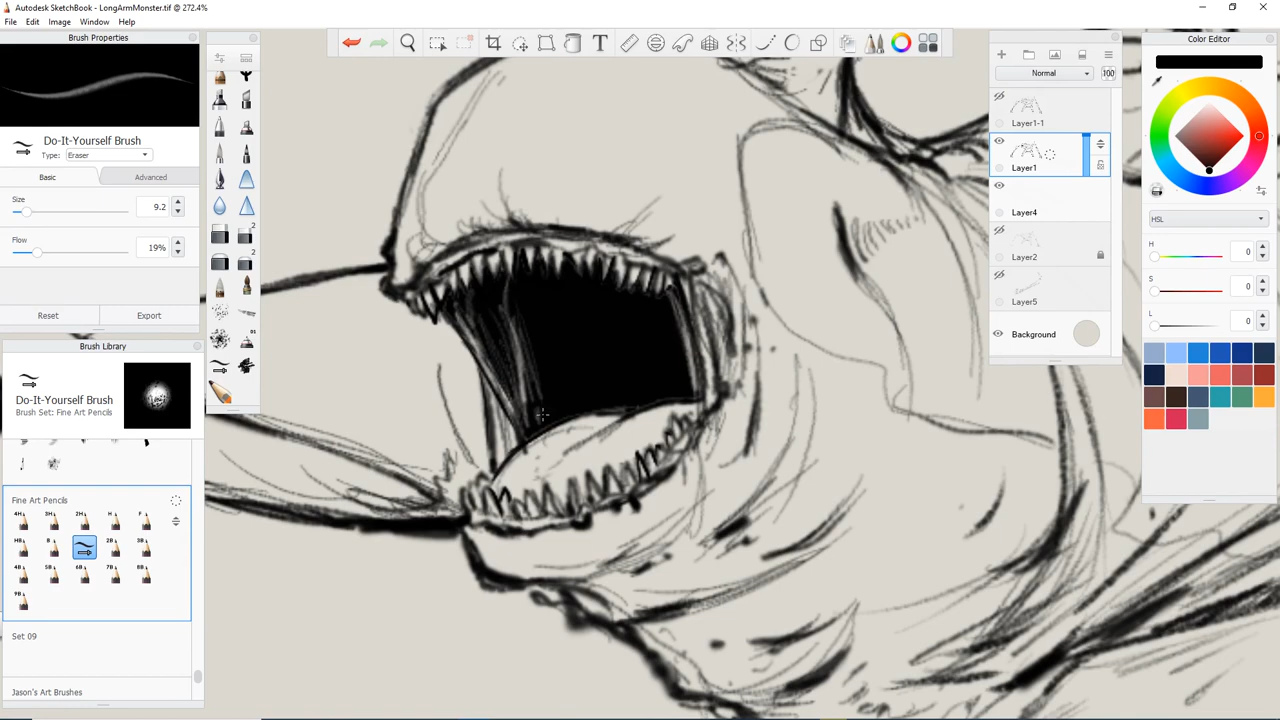 Autodesk SketchBook - LongArmMonster.tif @ 272.4%
File Edit Image Window Help
Brush Properties
Do-It-Yourself Brush
Type: Eraser
Basic Advanced
Size 9.2
Flow 19%
Reset Export
Brush Library
Do-It-Yourself Brush
Brush Set: Fine Art Pencils
Fine Art Pencils
4H 3H 2H H F
HB B 2B 3B
4B 5B 6B 7B 8B
9B
Set 09
Jason's Art Brushes
2
2
Normal 100
Layer1-1
Layer1
Layer4
Layer2
Layer5
Background
Color Editor
HSL
H 0
S 0
L 0